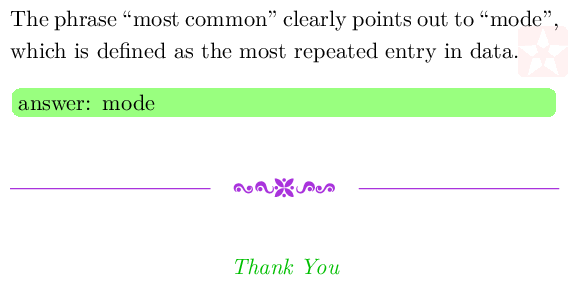 The phrase “most common” clearly points out to “mode”,
which is defined as the most repeated entry in data.
answer: mode
Thank You